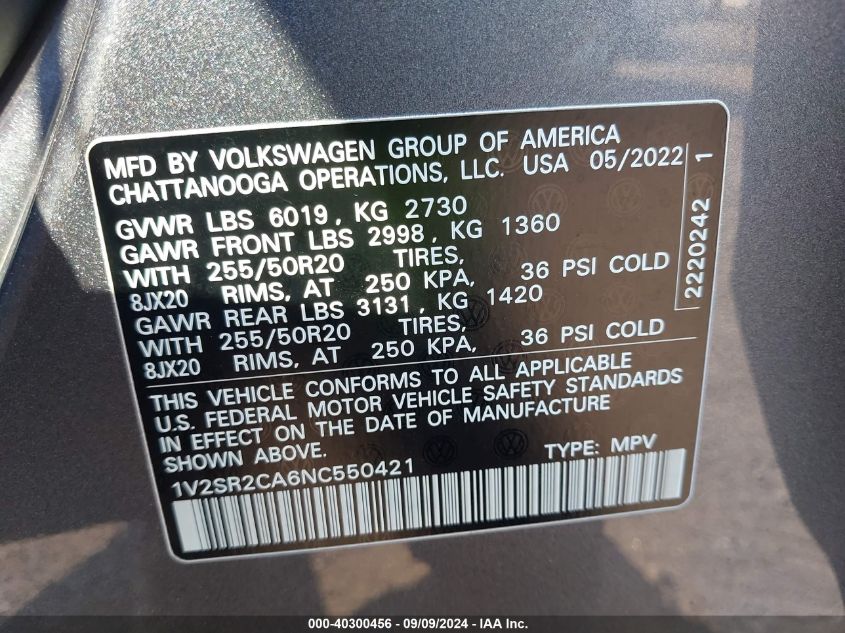 MFD BY VOLKSWAGEN GROUP OF AMERICA
CHATTANOOGA OPERATIONS, LLC. USA 05/2022
GVWR LBS 6019, KG 2730
GAWR FRONT LBS 2998, KG 1360
WITH 255/50R20 TIRES,
8JX20 RIMS, AT 250 KPA, 36 PSI COLD
GAWR REAR LBS 3131, KG 1420
WITH 255/50R20 TIRES,
8JX20 RIMS, AT 250 KPA, 36 PSI COLD
2220242 1
THIS VEHICLE CONFORMS TO ALL APPLICABLE
U.S. FEDERAL MOTOR VEHICLE SAFETY STANDARDS
IN EFFECT ON THE DATE OF MANUFACTURE
SHOWN ABOVE.
1V2SR2CA6NC550421 TYPE: MPV
000-40300456 - 09/09/2024 - IAA Inc.